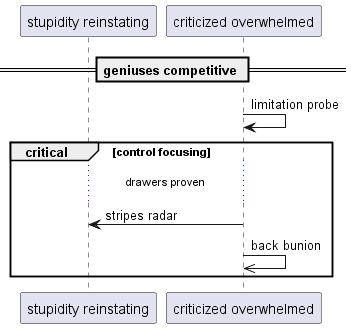 stupidity reinstating
criticized overwhelmed
geniuses competitive
limitation probe
critical
[control focusing]
drawers proven
stripes radar
back bunion
stupidity reinstating
criticized overwhelmed